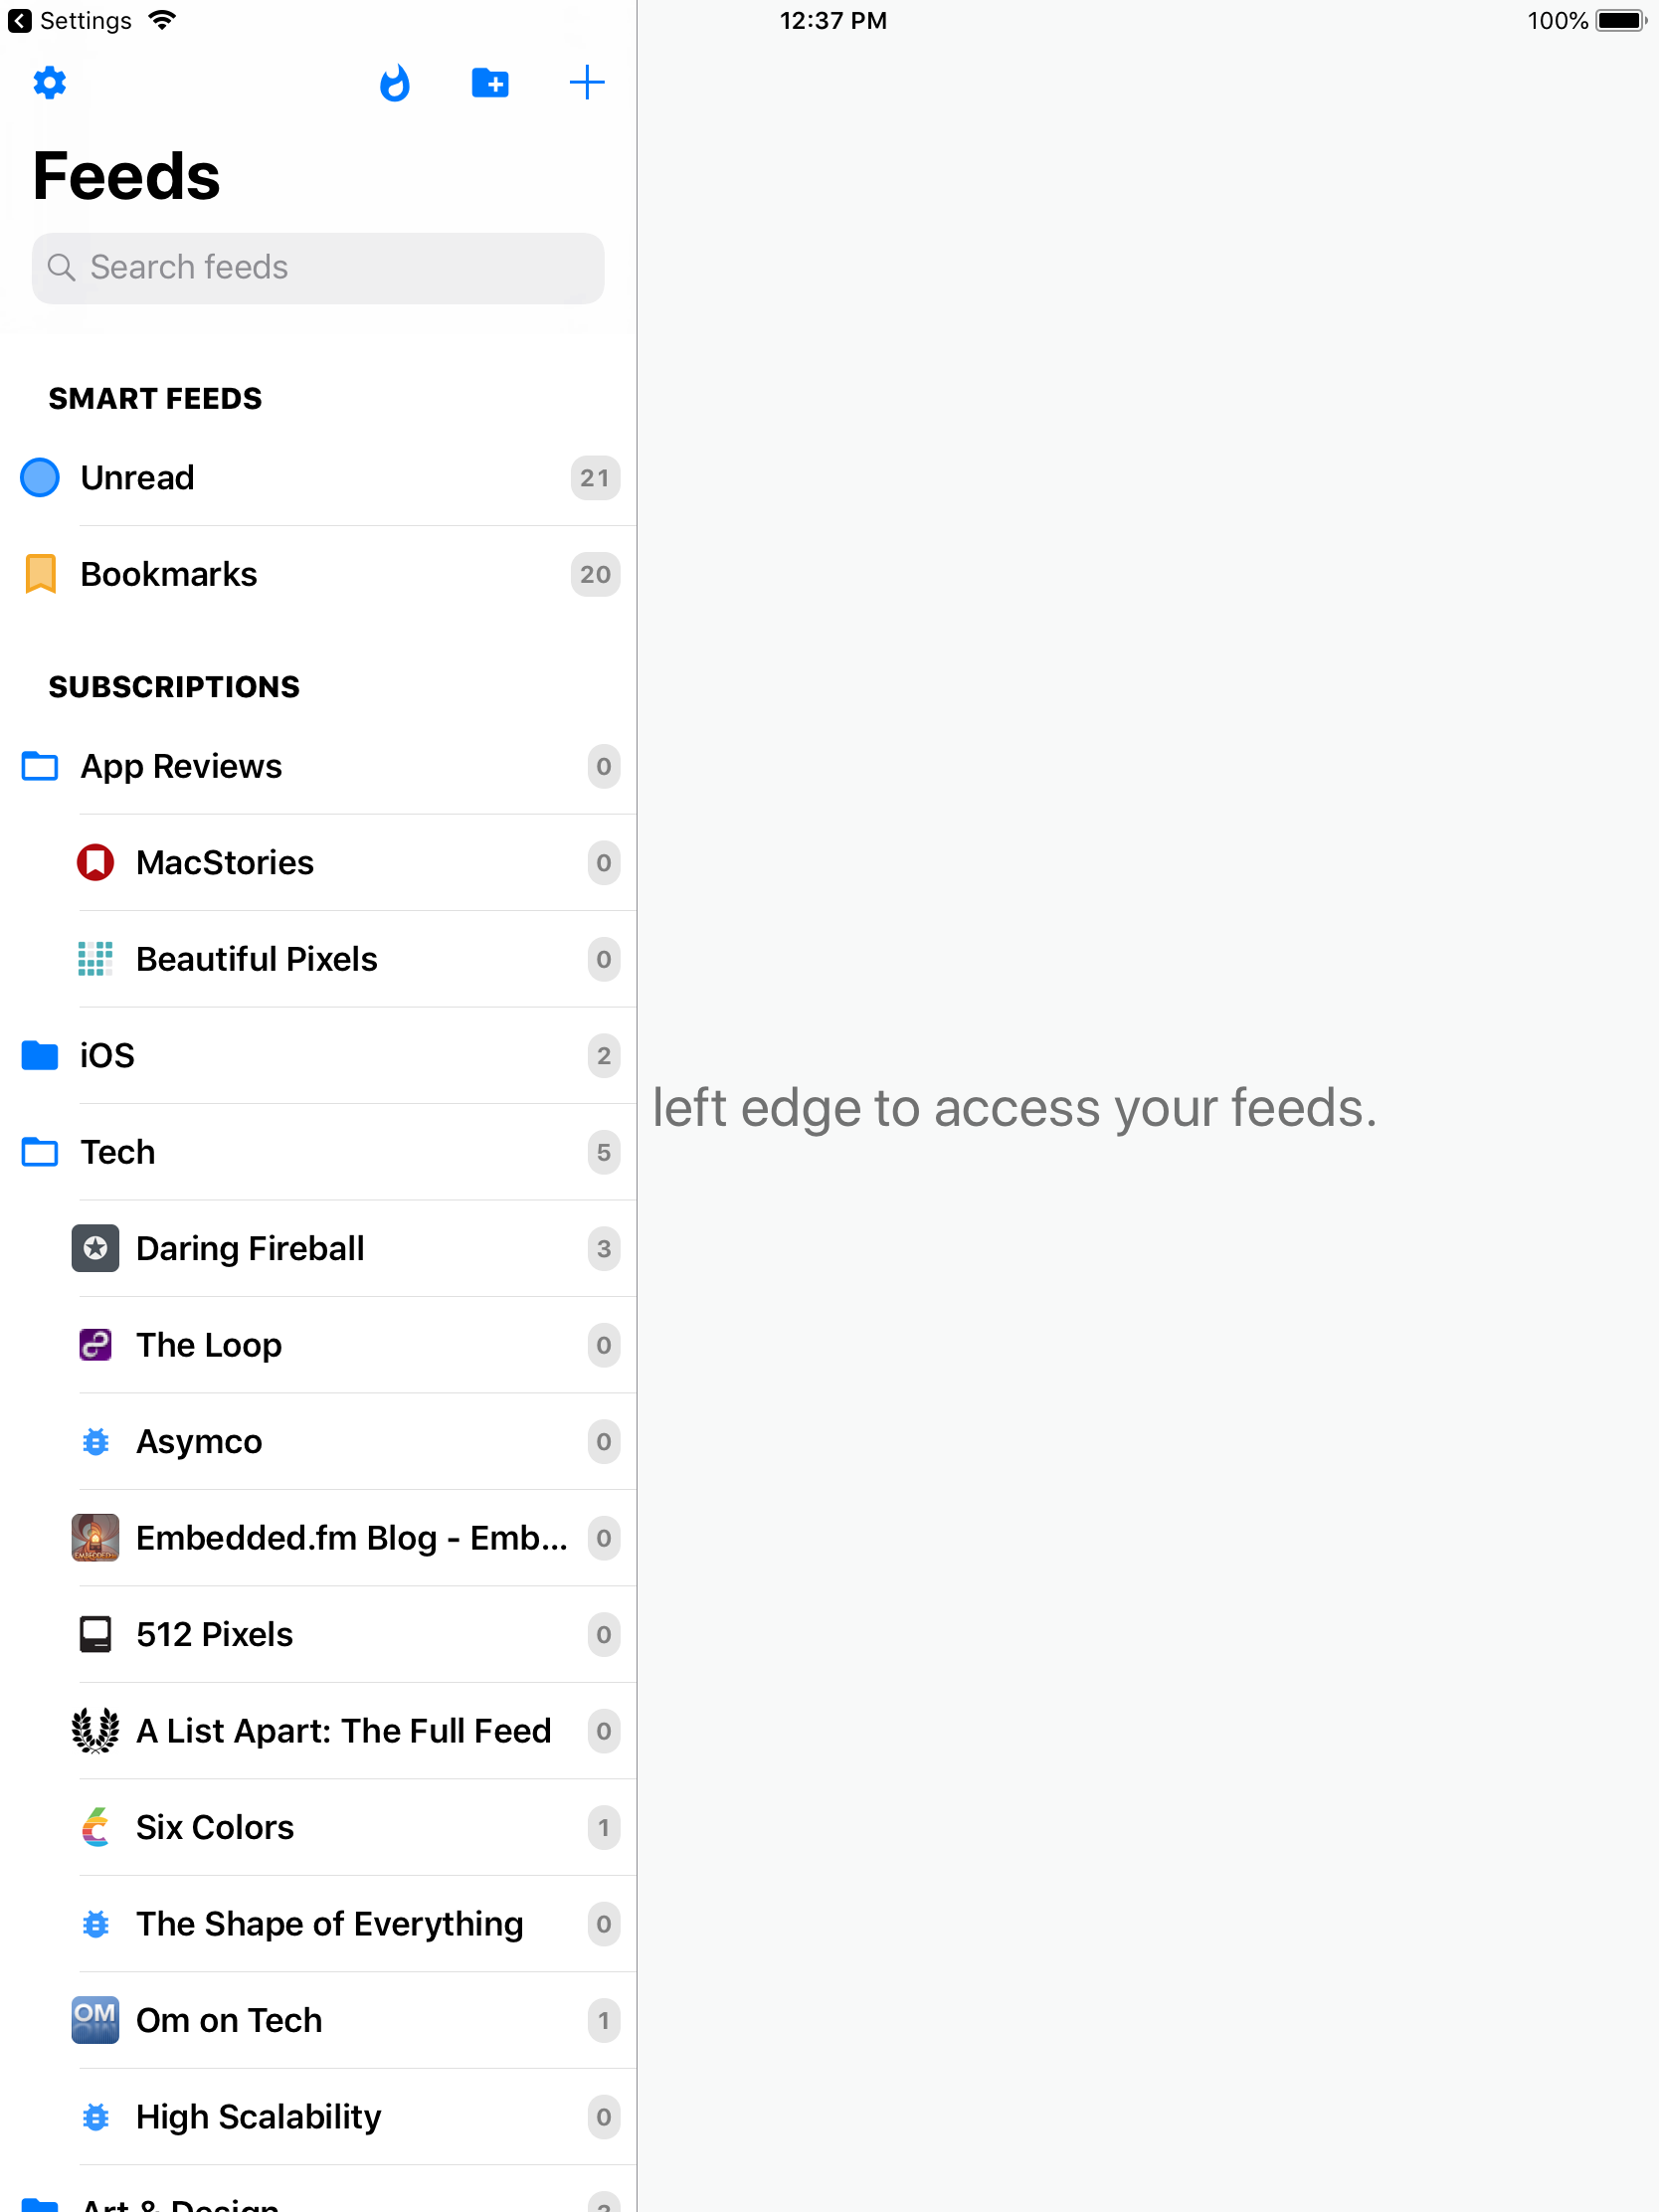 Settings 12:37 PM 100%
Feeds
Search feeds
SMART FEEDS
Unread 21
Bookmarks 20
SUBSCRIPTIONS
App Reviews 0
MacStories 0
Beautiful Pixels 0
iOS 2
left edge to access your feeds.
Tech 5
Daring Fireball 3
The Loop 0
Asymco 0
Embedded.fm Blog - Emb... 0
512 Pixels 0
A List Apart: The Full Feed 0
Six Colors 1
The Shape of Everything 0
OM Om on Tech 1
High Scalability 0
Art & Design